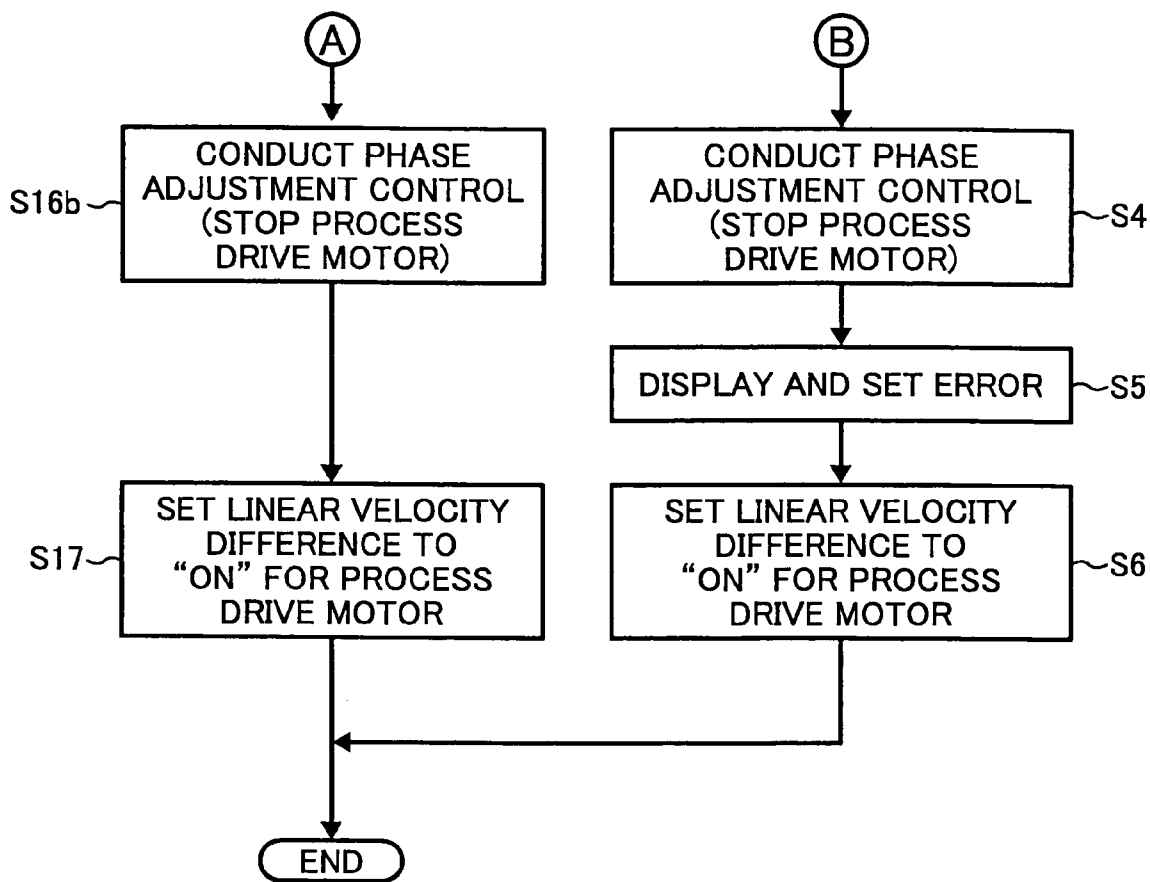 A
B
S16b
CONDUCT PHASE
ADJUSTMENT CONTROL
(STOP PROCESS
DRIVE MOTOR)
CONDUCT PHASE
ADJUSTMENT CONTROL
(STOP PROCESS
DRIVE MOTOR)
S4
DISPLAY AND SET ERROR
S5
S17
SET LINEAR VELOCITY
DIFFERENCE TO
“ON” FOR PROCESS
DRIVE MOTOR
SET LINEAR VELOCITY
DIFFERENCE TO
“ON” FOR PROCESS
DRIVE MOTOR
S6
END